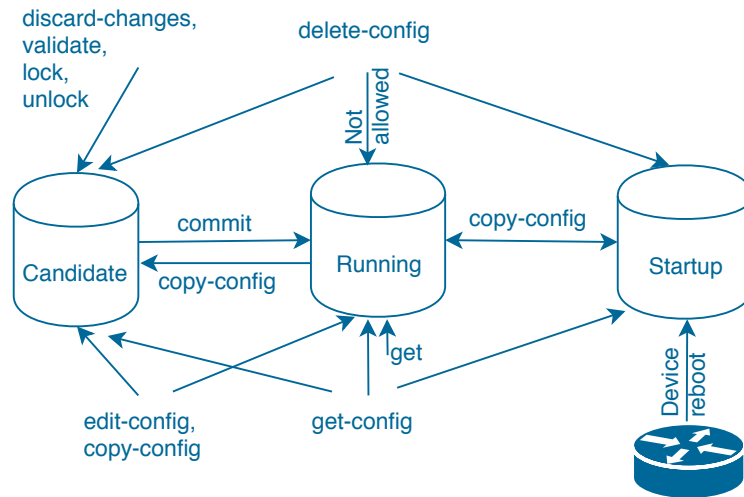 discard-changes,
validate,
lock,
unlock
delete-config
Not
allowed
commit
copy-config
copy-config
Candidate
Running
Startup
get
edit-config,
copy-config
get-config
Device
reboot